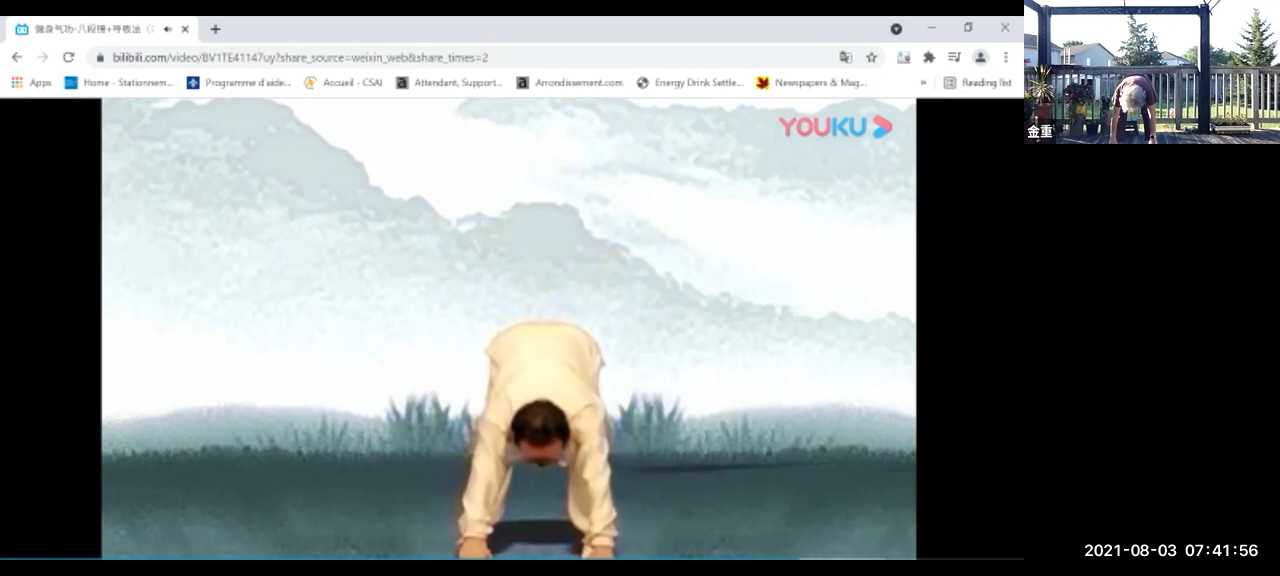 健身气功-八段锦+呼吸法 (
bilibili.com/video/BV1TE41147uy?share_source=weixin_web&share_times=2
Apps
Home - Stationnem...
Programme d'aide...
Accueil - CSAI
Attendant, Support...
Arrondissement.com
Energy Drink Settle...
Newspapers & Mag...
»
Reading list
YOUKU
金重
2021-08-03 07:41:56